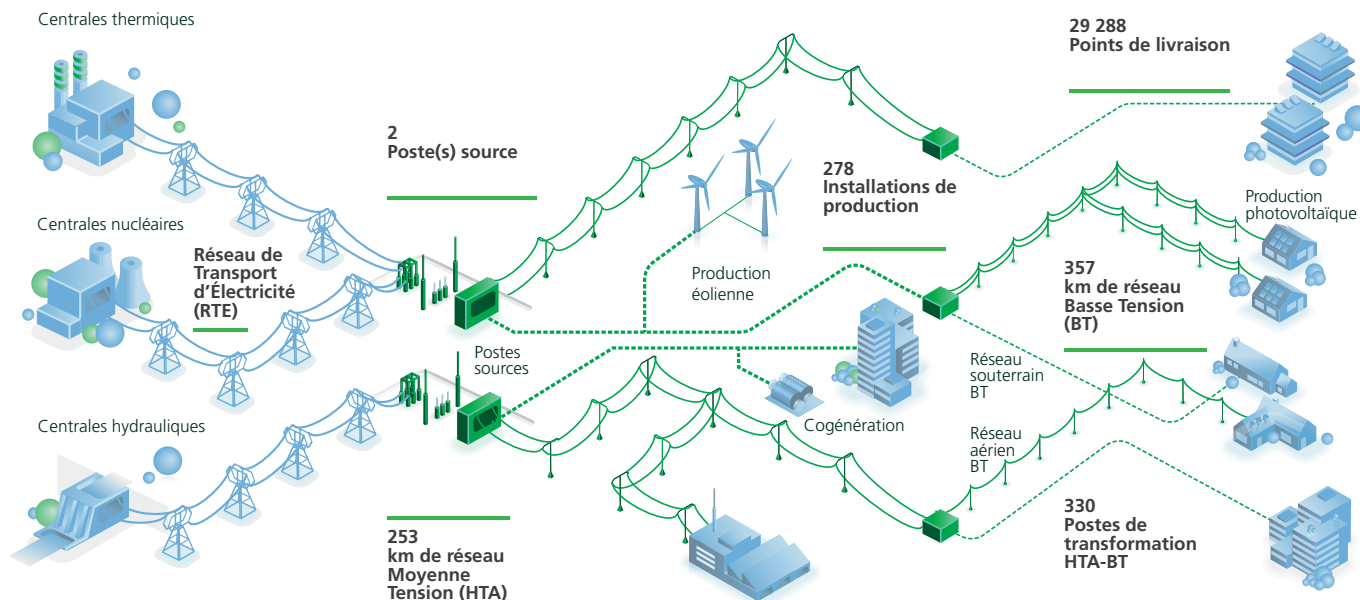 Centrales thermiques
29 288
Points de livraison
2
Poste(s) source
278
Installations de
production
Production
photovoltaïque
Centrales nucléaires
Réseau de
Transport
d'Électricité
(RTE)
Production
éolienne
357
km de réseau
Basse Tension
(BT)
Postes
sources
Réseau
souterrain
BT
Centrales hydrauliques
Cogénération
Réseau
aérien
BT
253
km de réseau
Moyenne
Tension (HTA)
330
Postes de
transformation
HTA-BT